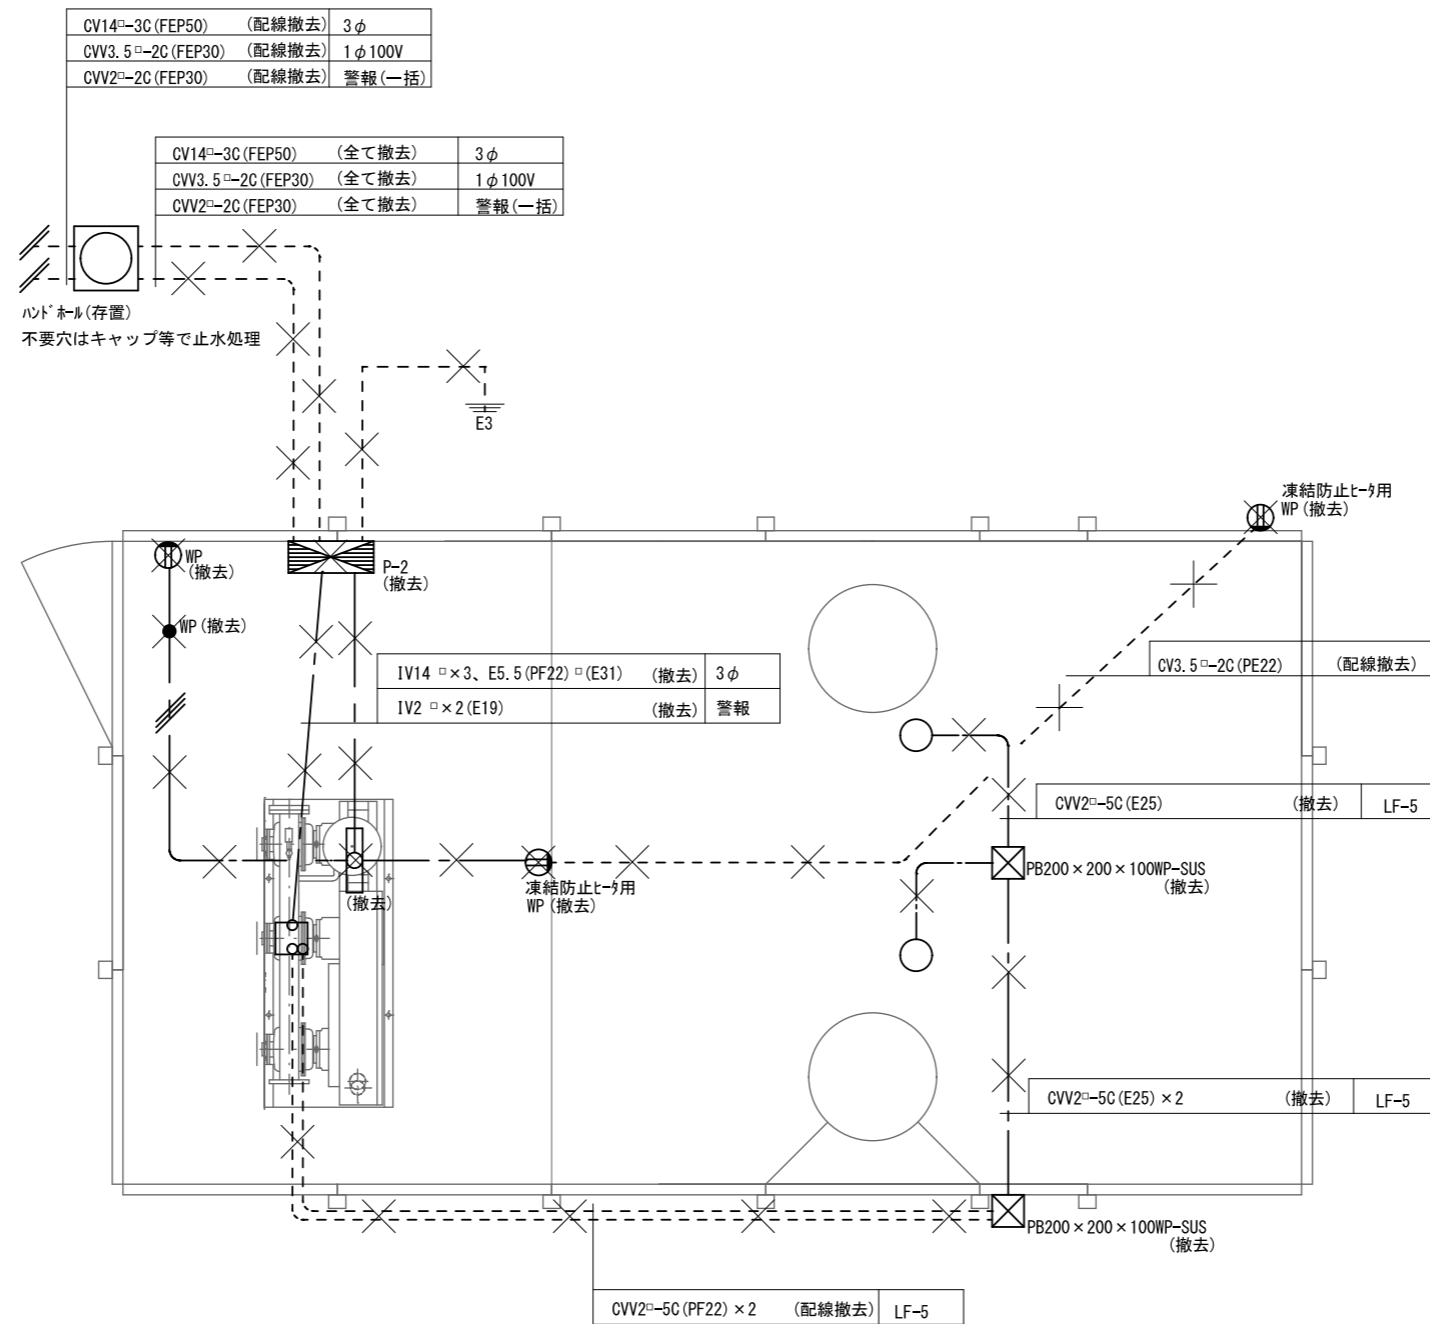 CV14□-3C(FEP50) (配線撤去) 3φ
CVV3.5□-2C(FEP30) (配線撤去) 1φ100V
CVV2□-2C(FEP30) (配線撤去) 警報(一括)
CV14□-3C(FEP50) (全て撤去) 3φ
CVV3.5□-2C(FEP30) (全て撤去) 1φ100V
CVV2□-2C(FEP30) (全て撤去) 警報(一括)
ﾊﾝﾄﾞﾎｰﾙ(存置)
不要穴はキャップ等で止水処理
E3
凍結防止ﾋｰﾀ用
WP(撤去)
WP
(撤去)
P-2
(撤去)
WP(撤去)
IV14 □×3、E5.5(PF22)□(E31) (撤去) 3φ
IV2 □×2(E19) (撤去) 警報
CV3.5□-2C(PE22) (配線撤去)
CVV2□-5C(E25) (撤去) LF-5
PB200×200×100WP-SUS
(撤去)
凍結防止ﾋｰﾀ用
WP(撤去)
(撤去)
CVV2□-5C(E25)×2 (撤去) LF-5
PB200×200×100WP-SUS
(撤去)
CVV2□-5C(PF22)×2 (配線撤去) LF-5